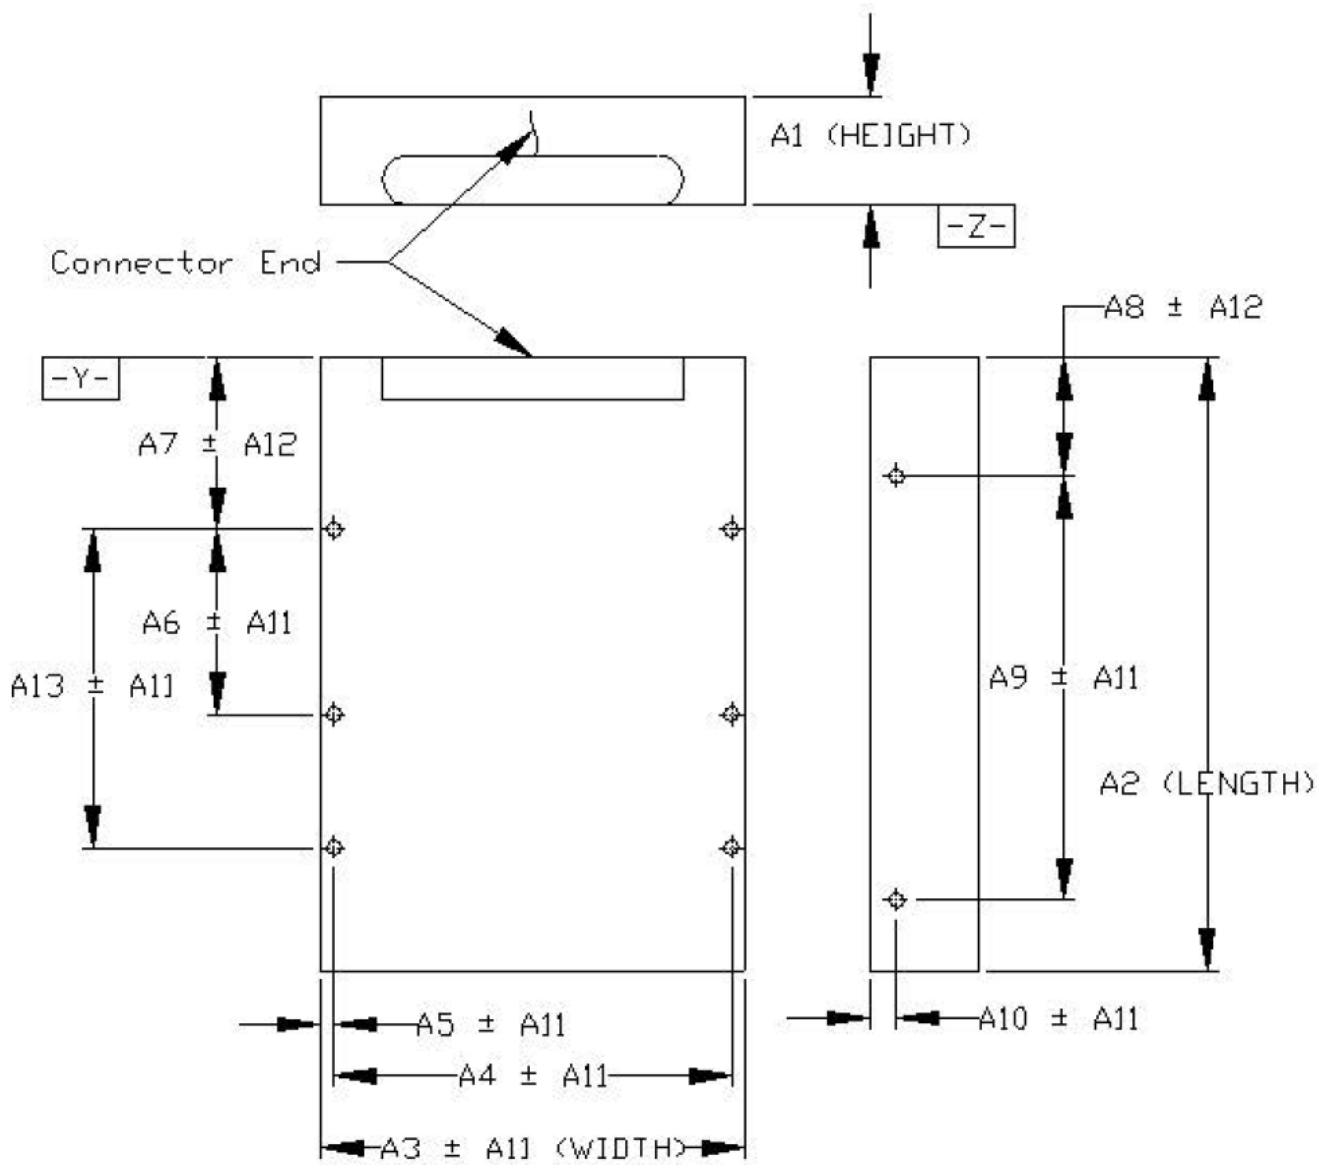 A1 (HEIGHT)
-Z-
Connector End
A8 ± A12
-Y-
A7 ± A12
A6 ± A11
A13 ± A11
A9 ± A11
A2 (LENGTH)
A5 ± A11
A10 ± A11
A4 ± A11
A3 ± A11 (WIDTH)